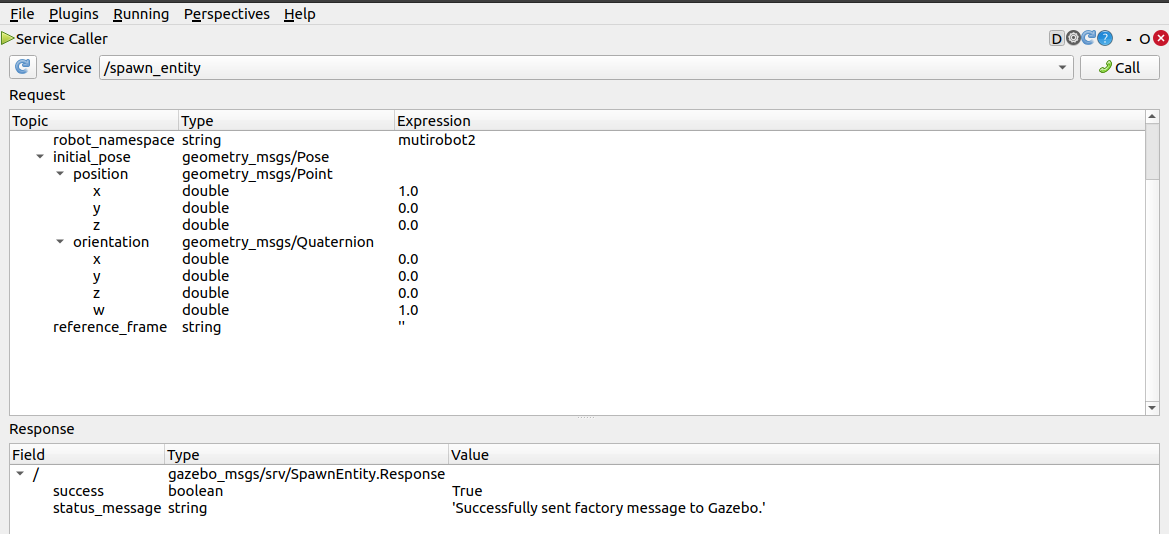 File Plugins Running Perspectives Help
Service Caller D ? - O
Service /spawn_entity Call
Request
Topic Type Expression
robot_namespace string mutirobot2
initial_pose geometry_msgs/Pose
position geometry_msgs/Point
x double 1.0
y double 0.0
z double 0.0
orientation geometry_msgs/Quaternion
x double 0.0
y double 0.0
z double 0.0
w double 1.0
reference_frame string ''
Response
Field Type Value
/ gazebo_msgs/srv/SpawnEntity.Response
success boolean True
status_message string 'Successfully sent factory message to Gazebo.'